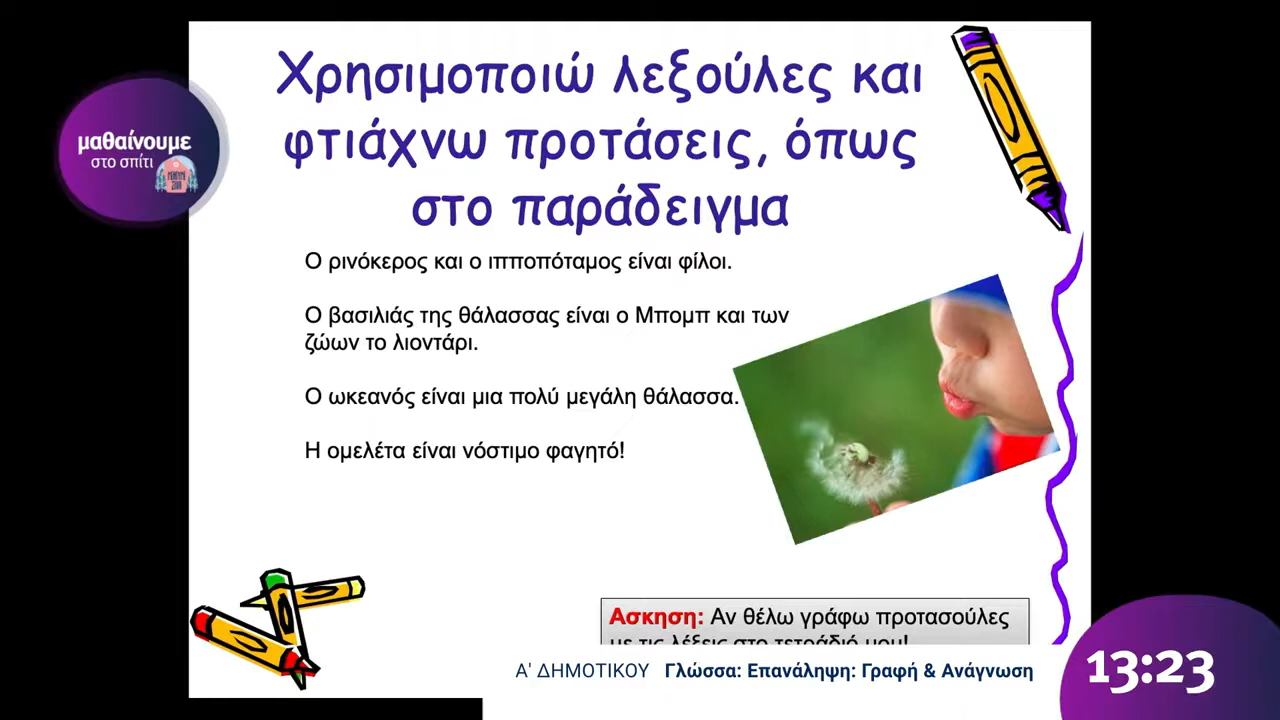 Χρησιμοποιώ λεξούλες και
φτιάχνω προτάσεις, όπως
στο παράδειγμα
μαθαίνουμε
στο σπίτι
Ο ρινόκερος και ο ιπποπόταμος είναι φίλοι.
Ο βασιλιάς της θάλασσας είναι ο Μπομπ και των
ζώων το λιοντάρι.
Ο ωκεανός είναι μια πολύ μεγάλη θάλασσα.
Η ομελέτα είναι νόστιμο φαγητό!
Ασκηση: Αν θέλω γράφω προτασούλες
με τις λέξεις στο τετράδιό μου!
Α' ΔΗΜΟΤΙΚΟΥ Γλώσσα: Επανάληψη: Γραφή & Ανάγνωση
13:23